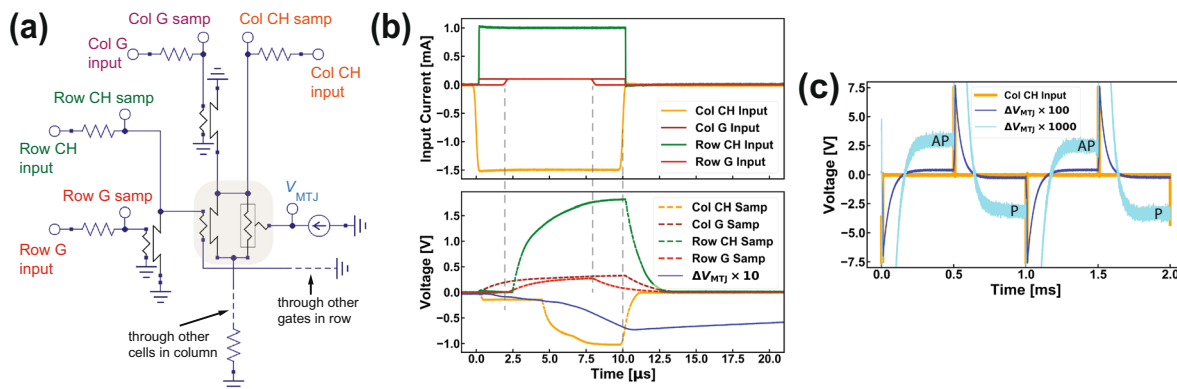 (a)
Col G samp
Col CH samp
Col G
input
Col CH
input
Row CH samp
Row CH
input
Row G samp
Row G
input
V_MTJ
through other
gates in row
through other
cells in column
(b)
Input Current [mA]
1.0
0.5
0.0
−0.5
−1.0
−1.5
Col CH Input
Col G Input
Row CH Input
Row G Input
Voltage [V]
1.0
0.5
0.0
−0.5
−1.0
Col CH Samp
Col G Samp
Row CH Samp
Row G Samp
ΔV_MTJ × 10
0.0 2.5 5.0 7.5 10.0 12.5 15.0 17.5 20.0
Time [μs]
(c)
Voltage [V]
7.5
5.0
2.5
0.0
−2.5
−5.0
−7.5
Col CH Input
ΔV_MTJ × 100
ΔV_MTJ × 1000
AP
AP
P
P
0.0 0.5 1.0 1.5 2.0
Time [ms]